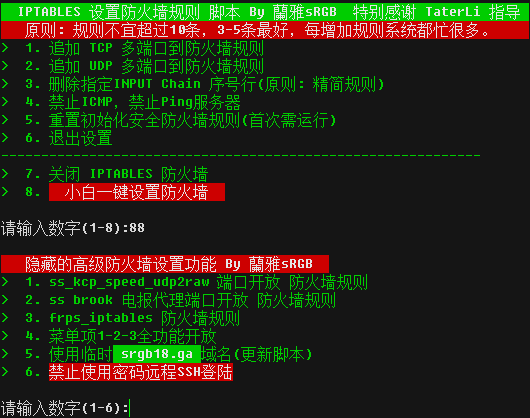 IPTABLES 设置防火墙规则 脚本 By 蘭雅sRGB 特别感谢 TaterLi 指导
原则: 规则不宜超过10条, 3-5条最好, 每增加规则系统都忙很多。
> 1. 追加 TCP 多端口到防火墙规则
> 2. 追加 UDP 多端口到防火墙规则
> 3. 删除指定INPUT Chain 序号行(原则: 精简规则)
> 4. 禁止ICMP, 禁止Ping服务器
> 5. 重置初始化安全防火墙规则(首次需运行)
> 6. 退出设置
------------------------------------------------------------
> 7. 关闭 IPTABLES 防火墙
> 8. 小白一键设置防火墙
请输入数字(1-8):88
隐藏的高级防火墙设置功能 By 蘭雅sRGB
> 1. ss_kcp_speed_udp2raw 端口开放 防火墙规则
> 2. ss brook 电报代理端口开放 防火墙规则
> 3. frps_iptables 防火墙规则
> 4. 菜单项1-2-3全功能开放
> 5. 使用临时 srgb18.ga 域名(更新脚本)
> 6. 禁止使用密码远程SSH登陆
请输入数字(1-6):